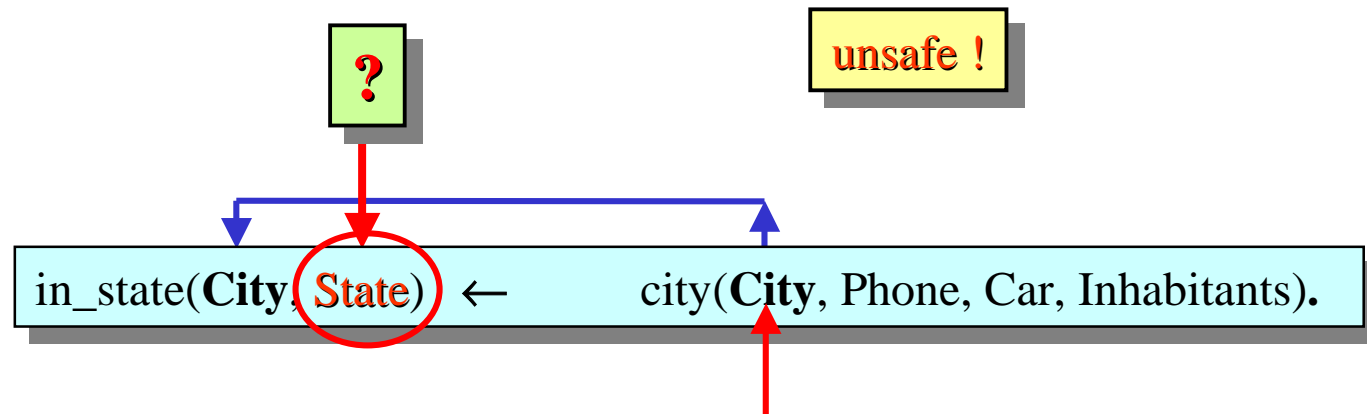 ?
unsafe !
in_state(City, State) ← city(City, Phone, Car, Inhabitants).